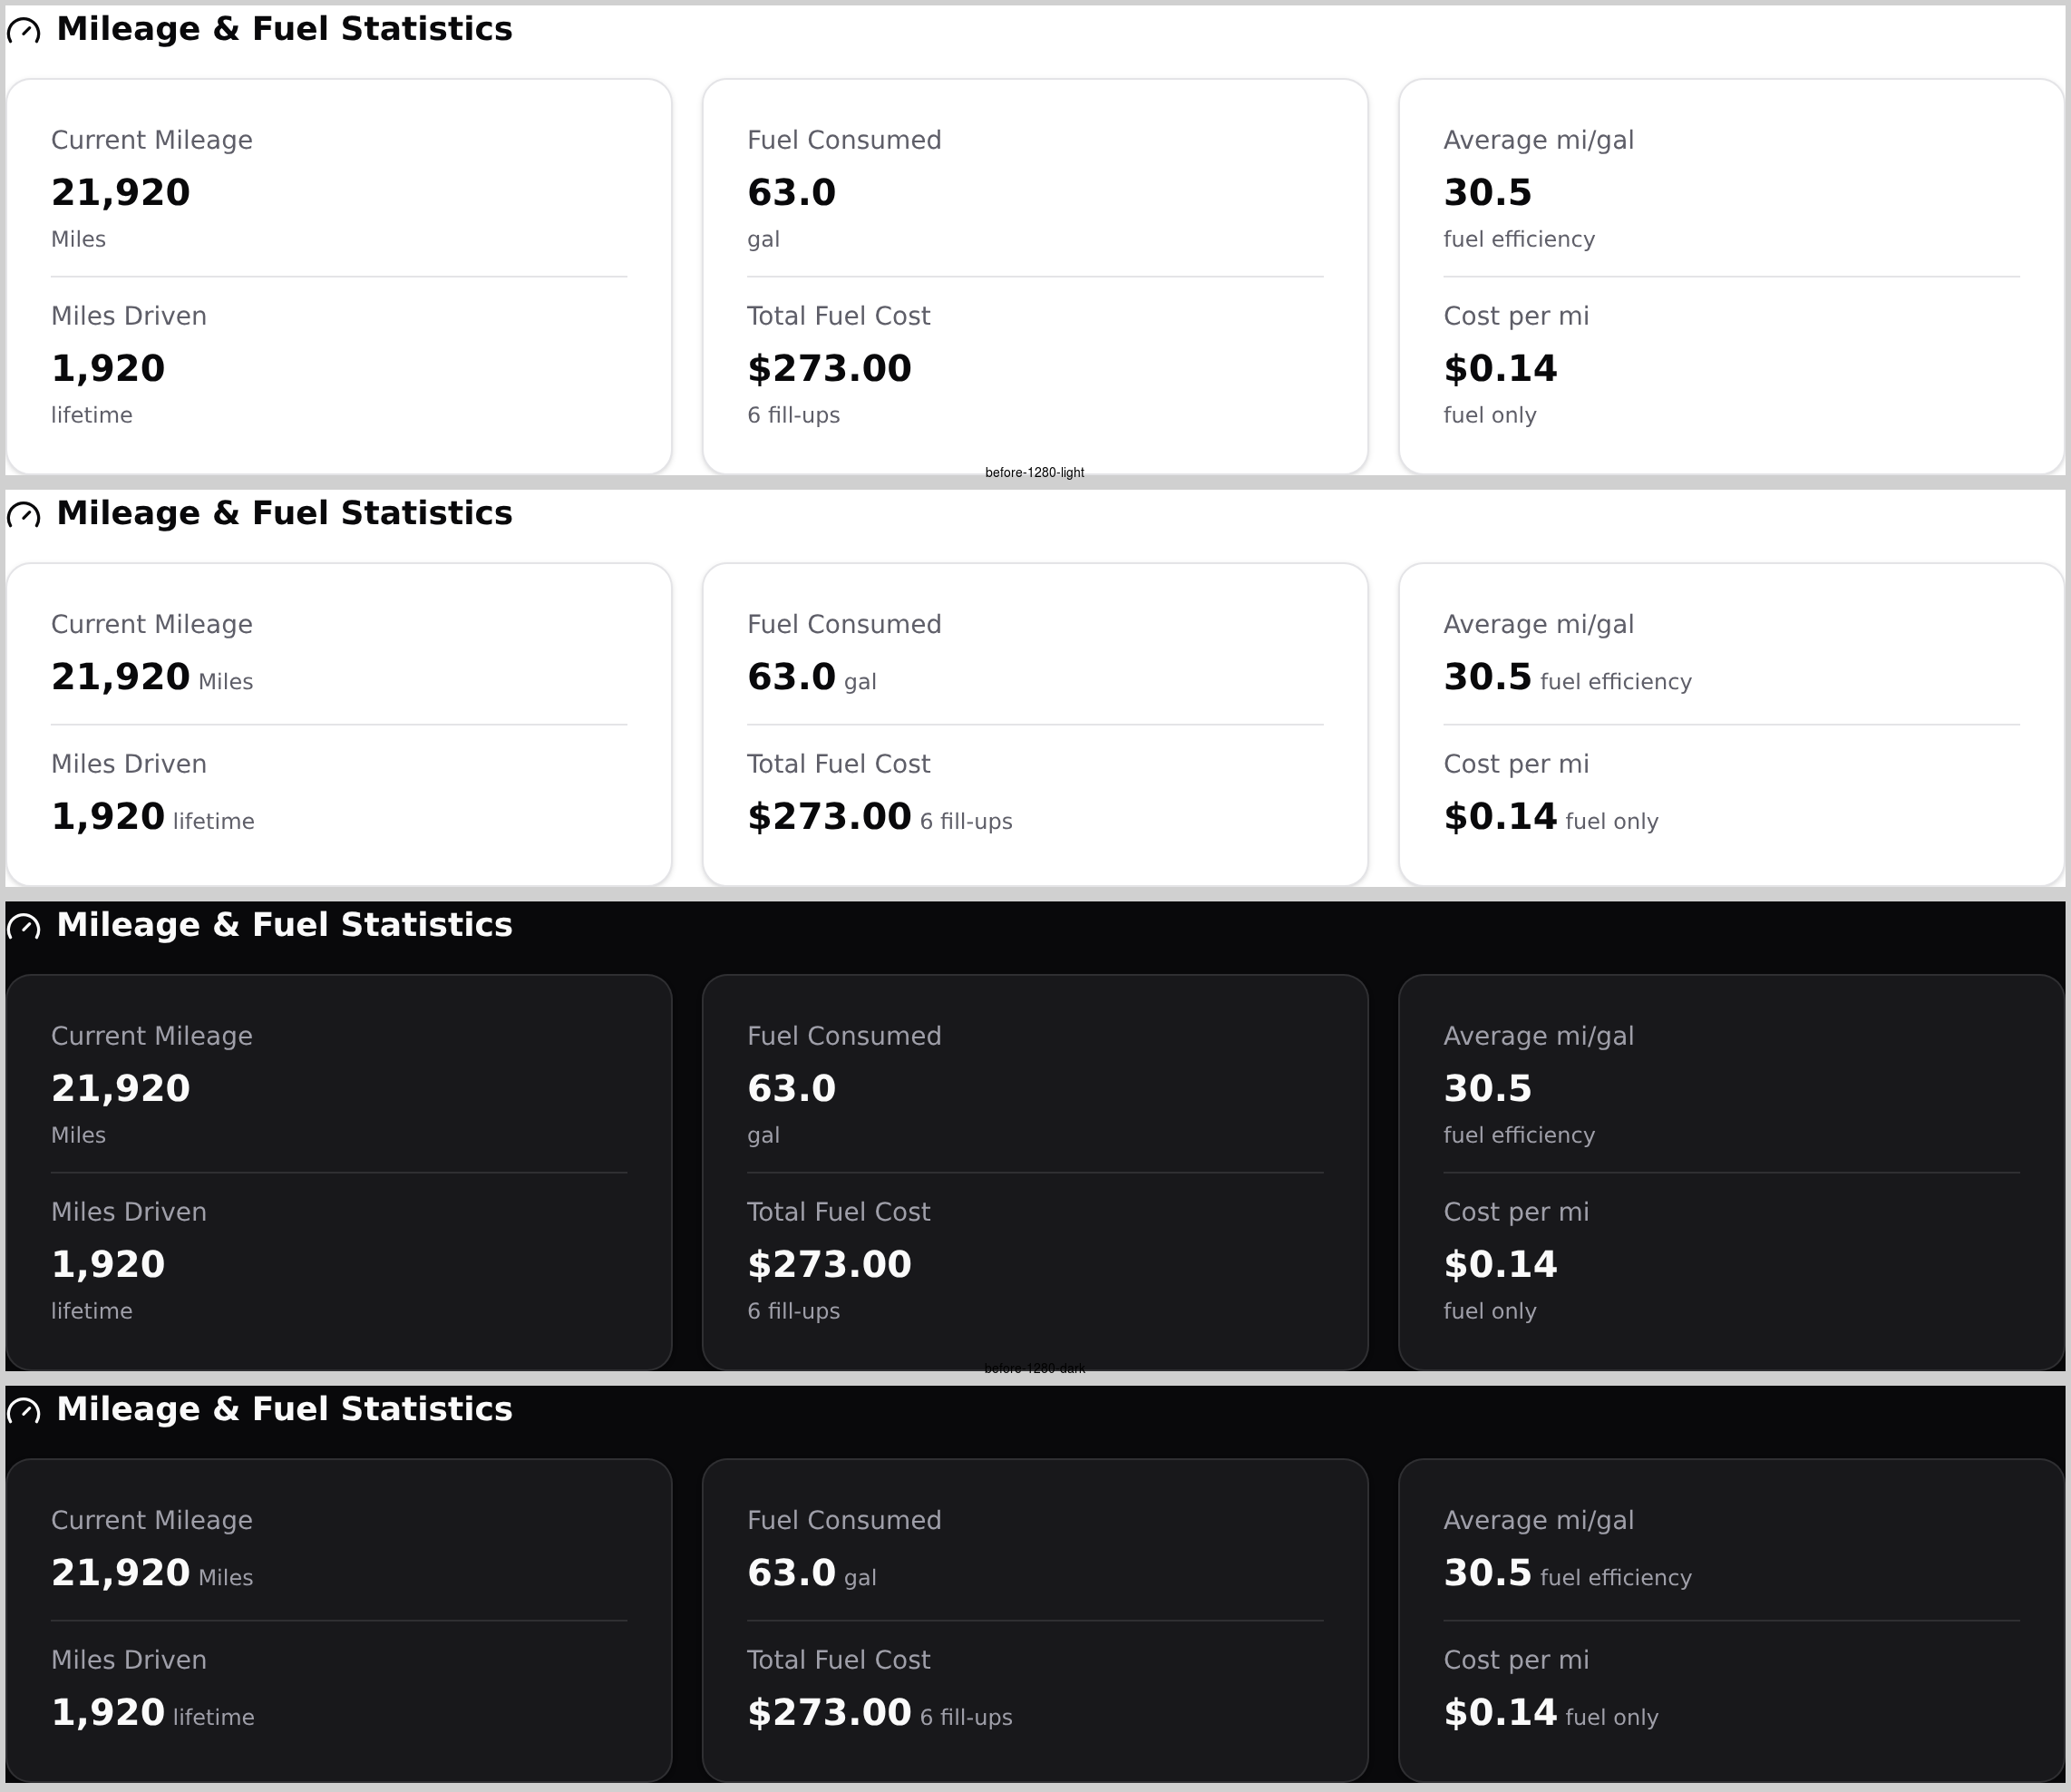 Mileage & Fuel Statistics
Current Mileage
21,920
Miles
Miles Driven
1,920
lifetime
Fuel Consumed
63.0
gal
Total Fuel Cost
$273.00
6 fill-ups
Average mi/gal
30.5
fuel efficiency
Cost per mi
$0.14
fuel only
before-1280-light
Mileage & Fuel Statistics
Current Mileage
21,920 Miles
Miles Driven
1,920 lifetime
Fuel Consumed
63.0 gal
Total Fuel Cost
$273.00 6 fill-ups
Average mi/gal
30.5 fuel efficiency
Cost per mi
$0.14 fuel only
Mileage & Fuel Statistics
Current Mileage
21,920
Miles
Miles Driven
1,920
lifetime
Fuel Consumed
63.0
gal
Total Fuel Cost
$273.00
6 fill-ups
Average mi/gal
30.5
fuel efficiency
Cost per mi
$0.14
fuel only
before-1280-dark
Mileage & Fuel Statistics
Current Mileage
21,920 Miles
Miles Driven
1,920 lifetime
Fuel Consumed
63.0 gal
Total Fuel Cost
$273.00 6 fill-ups
Average mi/gal
30.5 fuel efficiency
Cost per mi
$0.14 fuel only